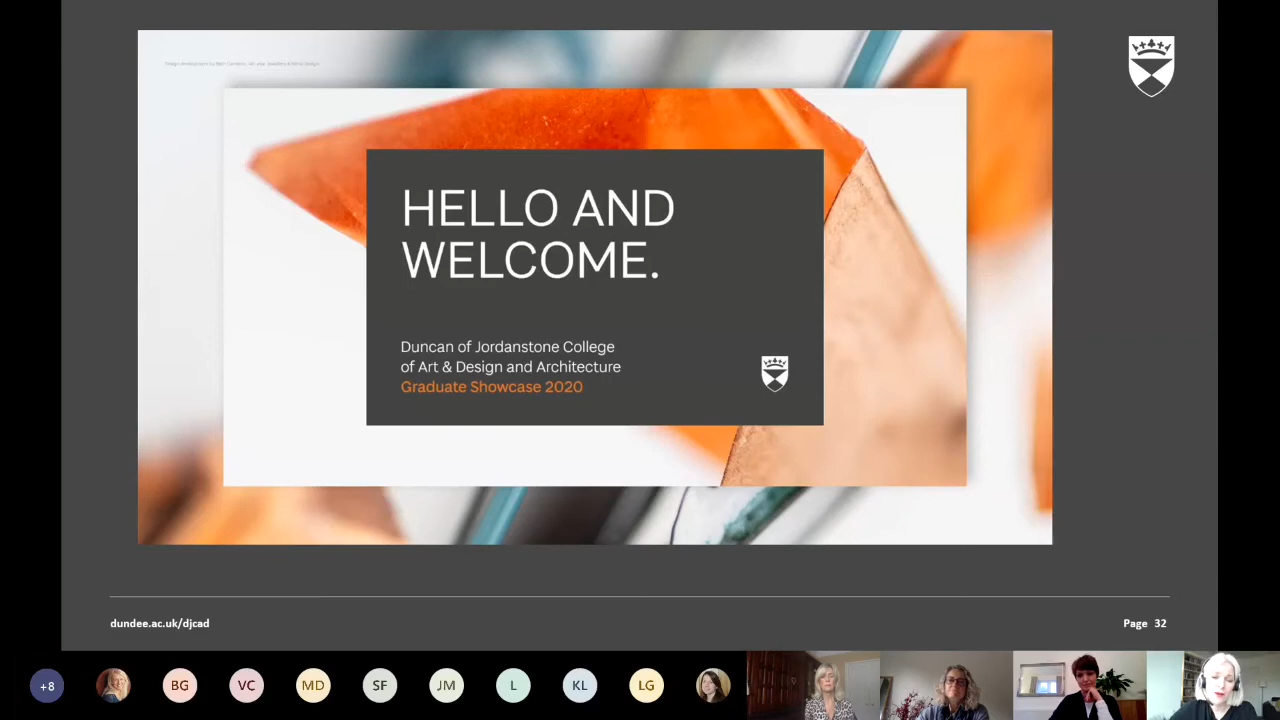 HELLO AND
WELCOME.
Duncan of Jordanstone College
of Art & Design and Architecture
Graduate Showcase 2020
dundee.ac.uk/djcad
Page 32
+8
BG
VC
MD
SF
JM
L
KL
LG